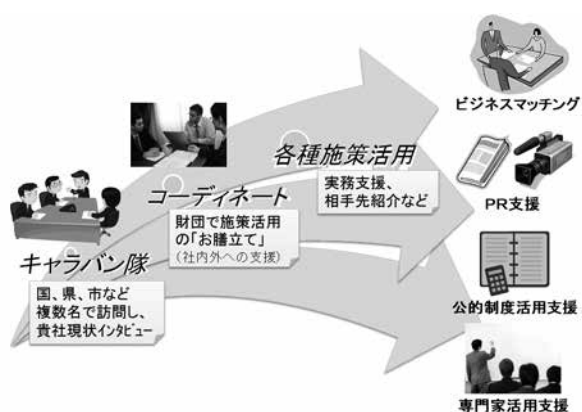 キャラバン隊
国、県、市など
複数名で訪問し、
貴社現状インタビュー
コーディネート
財団で施策活用
の「お膳立て」
(社内外への支援)
各種施策活用
実務支援、
相手先紹介など
ビジネスマッチング
PR支援
公的制度活用支援
専門家活用支援